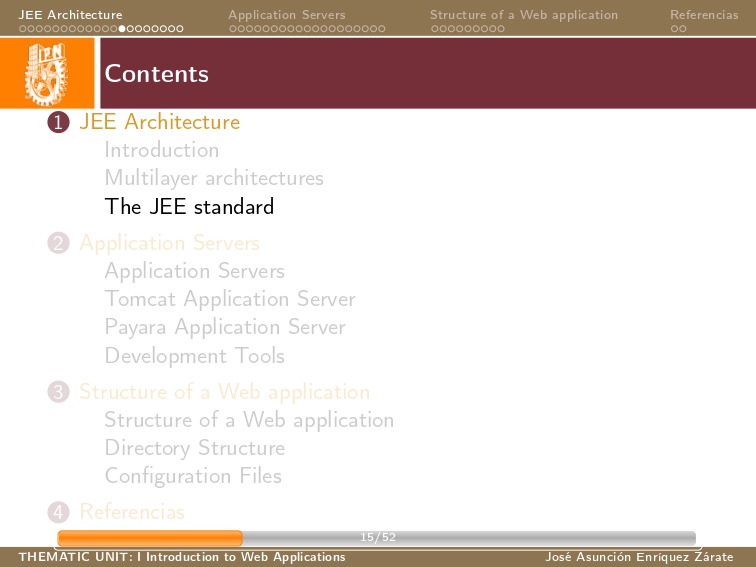 JEE Architecture Application Servers Structure of a Web application Referencias
IPN
Contents
1 JEE Architecture
Introduction
Multilayer architectures
The JEE standard
2 Application Servers
Application Servers
Tomcat Application Server
Payara Application Server
Development Tools
3 Structure of a Web application
Structure of a Web application
Directory Structure
Configuration Files
4 Referencias
15/52
THEMATIC UNIT: I Introduction to Web Applications José Asunción Enríquez Zárate